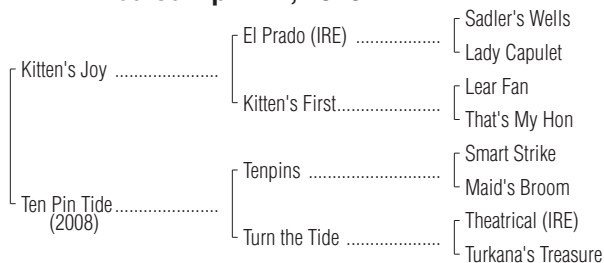 Sadler's Wells
El Prado (IRE) ....................
Lady Capulet
Kitten's Joy .........................
Lear Fan
Kitten's First.........................
That's My Hon
Smart Strike
Tenpins ...............................
Maid's Broom
Ten Pin Tide.........................
(2008)
Theatrical (IRE)
Turn the Tide ......................
Turkana's Treasure